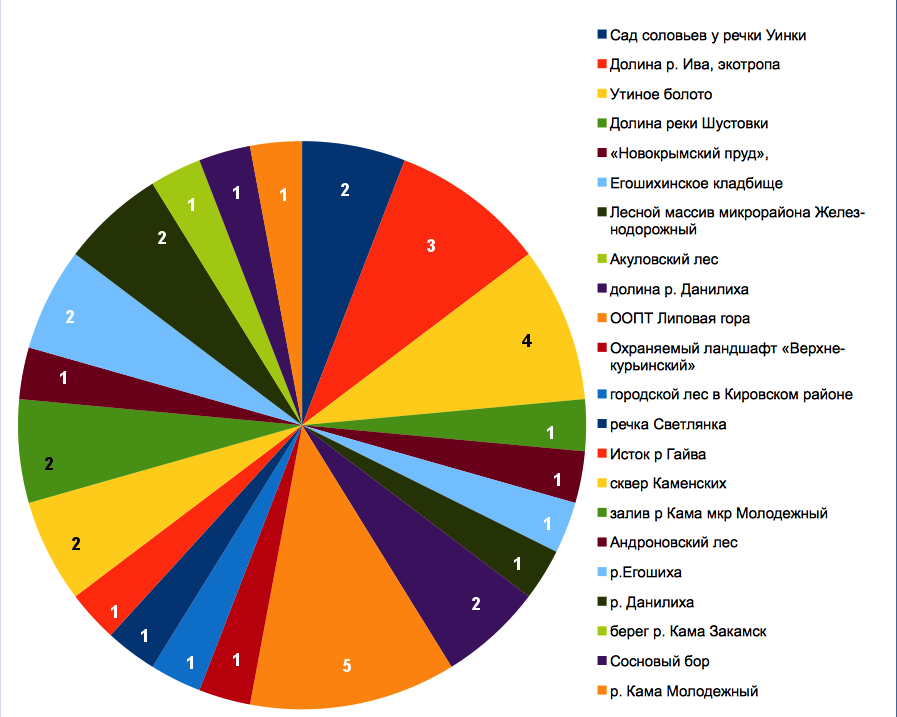 Сад соловьев у речки Уинки
Долина р. Ива, экотропа
Утиное болото
Долина реки Шустовки
«Новокрымский пруд»,
Егошихинское кладбище
Лесной массив микрорайона Желез-
нодорожный
Акуловский лес
долина р. Данилиха
ООПТ Липовая гора
Охраняемый ландшафт «Верхне-
курьинский»
городской лес в Кировском районе
речка Светлянка
Исток р Гайва
сквер Каменских
залив р Кама мкр Молодежный
Андроновский лес
р.Егошиха
р. Данилиха
берег р. Кама Закамск
Сосновый бор
р. Кама Молодежный
2
3
4
1
1
1
1
2
5
1
1
1
1
2
2
1
2
2
1
1
1